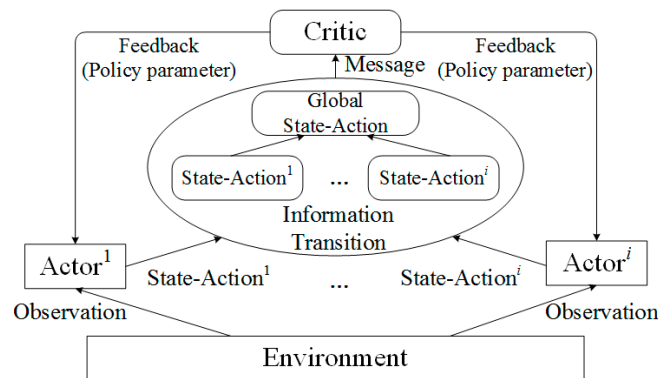 Critic
Feedback
(Policy parameter)
Feedback
(Policy parameter)
Message
Global
State-Action
State-Action¹
...
State-Actionⁱ
Information
Transition
Actor¹
State-Action¹
...
State-Actionⁱ
Actorⁱ
Observation
Observation
Environment